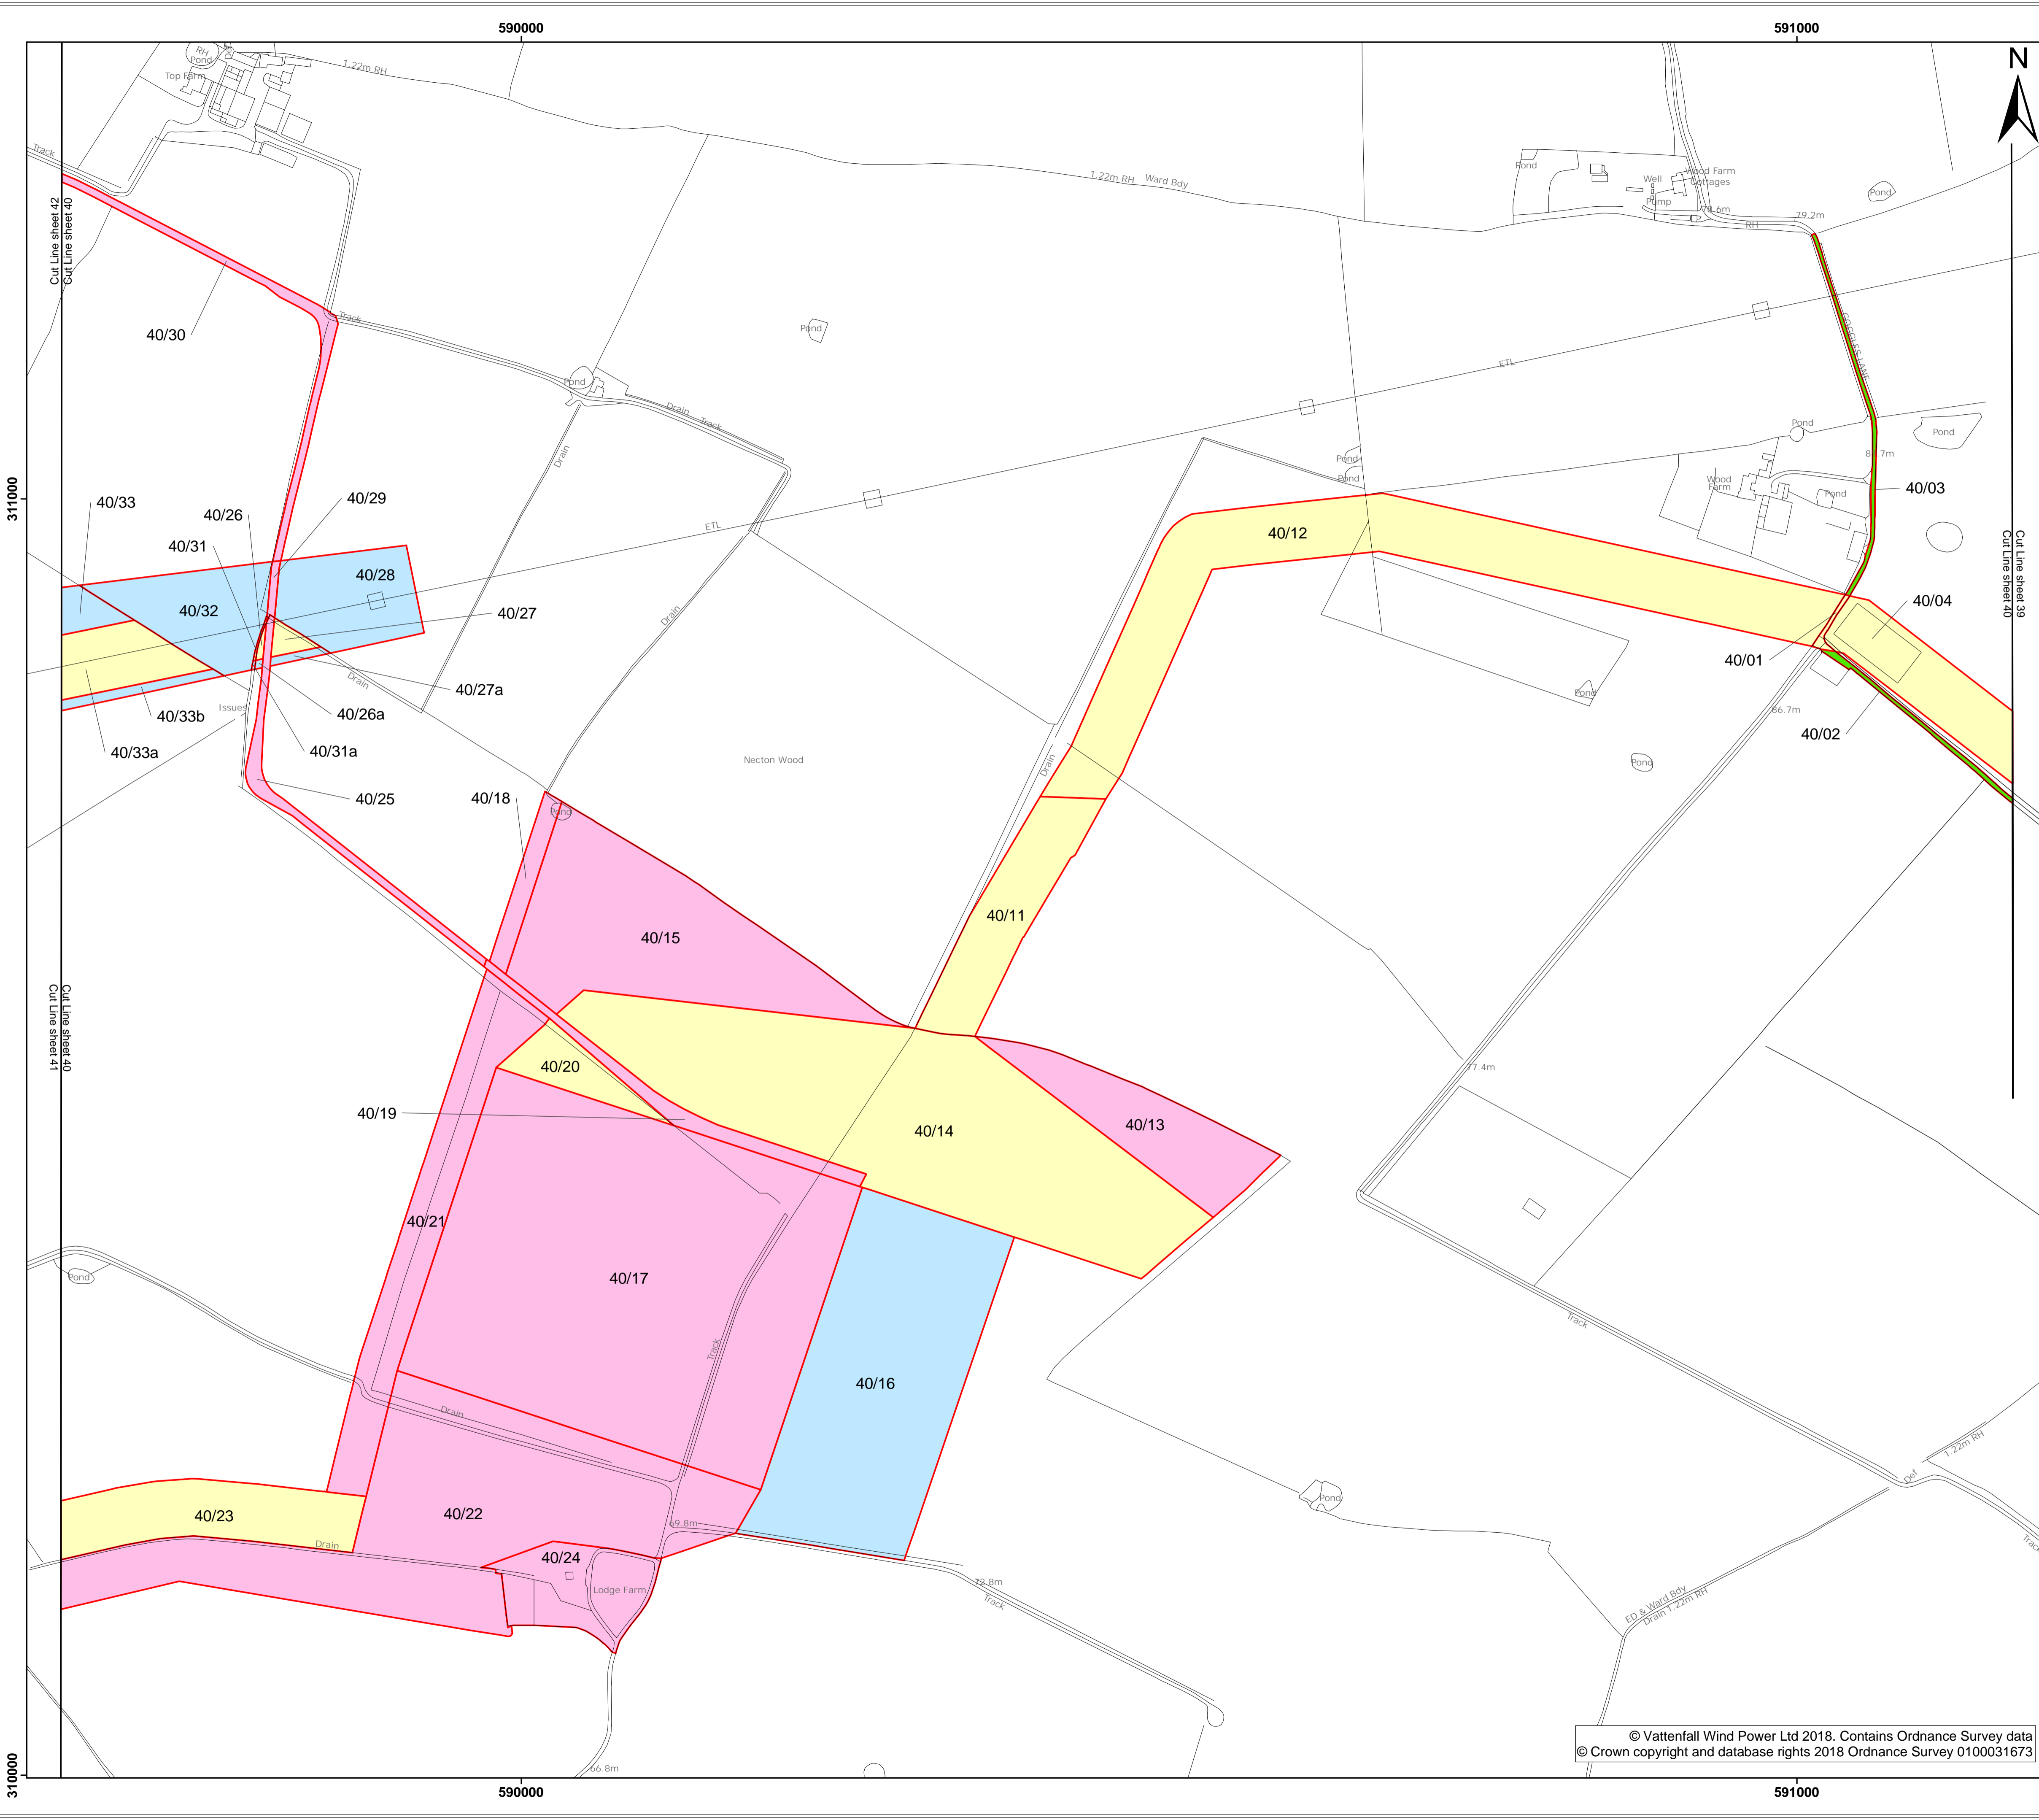 590000
591000
N
RH
Pond
Top Farm
1.22m RH
Track
Cut Line sheet 42
Cut Line sheet 40
40/30
Track
Pond
Pond
Drain
Track
Drain
1.22m RH
Ward Bdy
Pond
Well
Wood Farm
Cottages
Pump
78.6m
RH
79.2m
Pond
GOGGLES LANE
ETL
Pond
Pond
Pond
Pond
Wood
Farm
Pond
40/03
Cut Line sheet 39
Cut Line sheet 40
311000
40/33
40/26
40/29
40/31
40/28
40/32
40/27
ETL
40/12
40/04
40/01
40/27a
Drain
Drain
40/33b
Issues
40/26a
40/33a
40/31a
Necton Wood
Drain
Pond
Pond
86.7m
40/02
40/25
40/18
Pond
40/15
40/11
Cut Line sheet 40
Cut Line sheet 41
40/20
40/19
40/14
40/13
77.4m
40/21
Pond
40/17
Track
Track
40/16
Drain
1.22m RH
Def
40/23
40/22
69.8m
Pond
Drain
40/24
Lodge Farm
72.8m
Track
Track
ED & Ward Bdy
Drain 1.22m RH
66.8m
© Vattenfall Wind Power Ltd 2018. Contains Ordnance Survey data
© Crown copyright and database rights 2018 Ordnance Survey 0100031673
310000
590000
591000